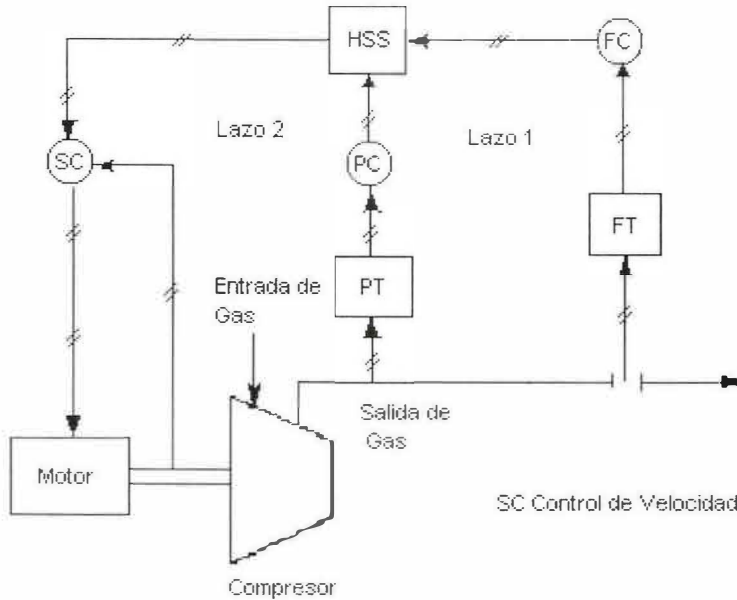 HSS
FC
Lazo 2
Lazo 1
SC
PC
FT
Entrada de
Gas
PT
Salida de
Gas
Motor
SC Control de Velocidad
Compresor